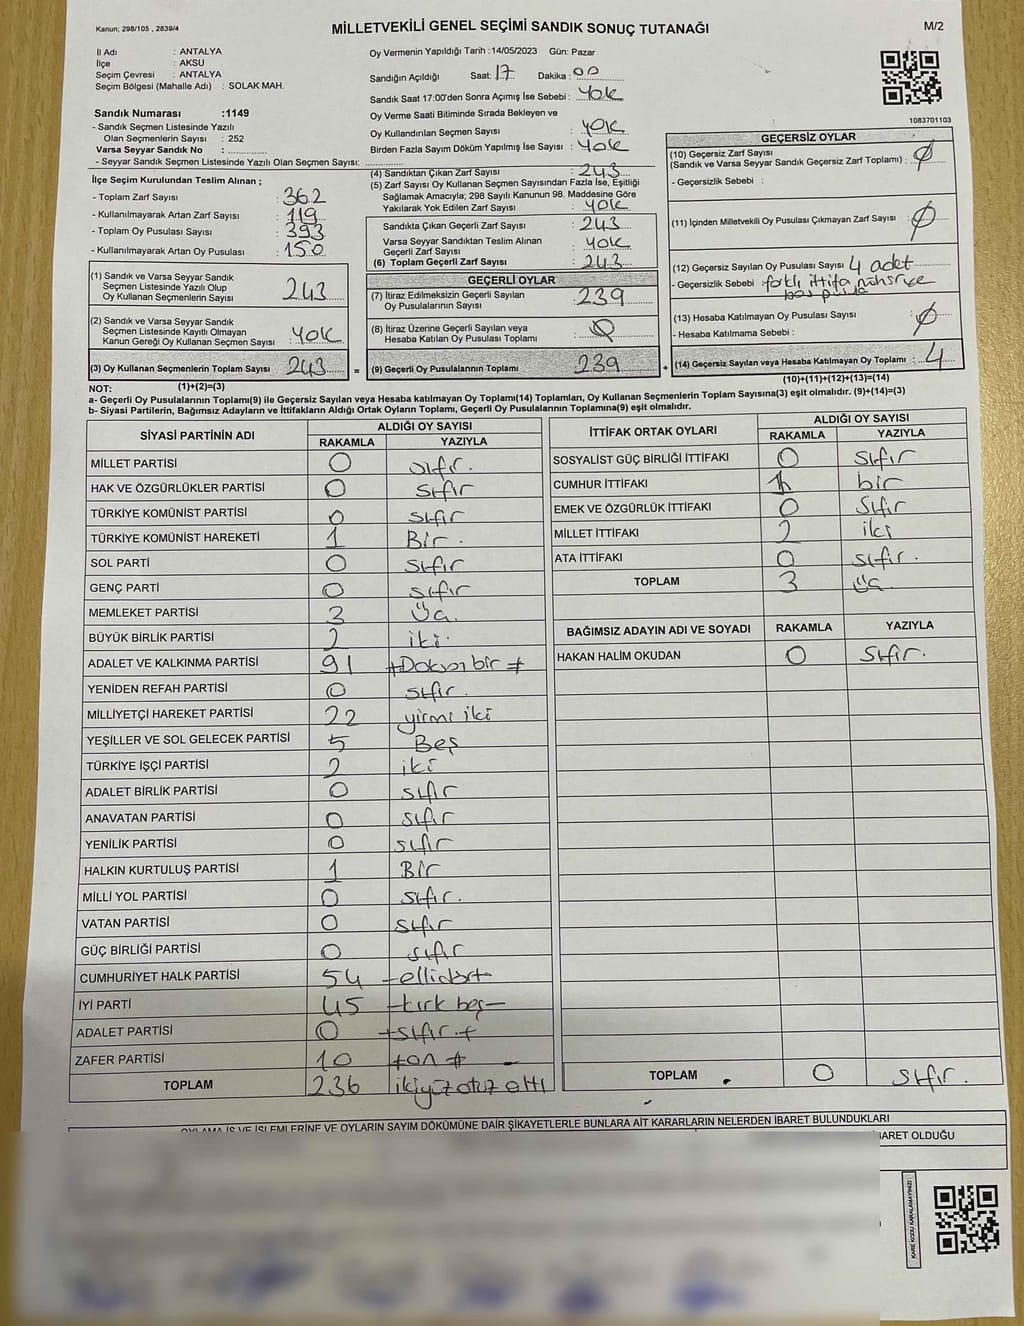 Kanun: 298/105 , 2839/4
MİLLETVEKİLİ GENEL SEÇİMİ SANDIK SONUÇ TUTANAĞI
M/2
İl Adı : ANTALYA
İlçe : AKSU
Seçim Çevresi : ANTALYA
Seçim Bölgesi (Mahalle Adı) : SOLAK MAH.
Sandık Numarası :1149
- Sandık Seçmen Listesinde Yazılı
Olan Seçmenlerin Sayısı : 252
Varsa Seyyar Sandık No :
- Seyyar Sandık Seçmen Listesinde Yazılı Olan Seçmen Sayısı:
Oy Vermenin Yapıldığı Tarih :14/05/2023 Gün: Pazar
Sandığın Açıldığı Saat: 17 Dakika: 00
Sandık Saat 17:00'den Sonra Açımış İse Sebebi : YOK
Oy Verme Saati Bitiminde Sırada Bekleyen ve
Oy Kullandırılan Seçmen Sayısı : YOK
Birden Fazla Sayım Döküm Yapılmış İse Sayısı : YOK
1083701103
İlçe Seçim Kurulundan Teslim Alınan ;
- Toplam Zarf Sayısı : 362
- Kullanılmayarak Artan Zarf Sayısı : 119
- Toplam Oy Pusulası Sayısı : 393
- Kullanılmayarak Artan Oy Pusulası : 150
(1) Sandık ve Varsa Seyyar Sandık
Seçmen Listesinde Yazılı Olup
Oy Kullanan Seçmenlerin Sayısı : 243
(2) Sandık ve Varsa Seyyar Sandık
Seçmen Listesinde Kayıtlı Olmayan
Kanun Gereği Oy Kullanan Seçmen Sayısı : YOK
(3) Oy Kullanan Seçmenlerin Toplam Sayısı : 243 =
(4) Sandıktan Çıkan Zarf Sayısı : 243
(5) Zarf Sayısı Oy Kullanan Seçmen Sayısından Fazla İse, Eşitliği
Sağlamak Amacıyla; 298 Sayılı Kanunun 98. Maddesine Göre
Yakılarak Yok Edilen Zarf Sayısı : YOK
Sandıkta Çıkan Geçerli Zarf Sayısı : 243
Varsa Seyyar Sandıktan Teslim Alınan
Geçerli Zarf Sayısı : YOK
(6) Toplam Geçerli Zarf Sayısı : 243
GEÇERLİ OYLAR
(7) İtiraz Edilmeksizin Geçerli Sayılan
Oy Pusulalarının Sayısı : 239
(8) İtiraz Üzerine Geçerli Sayılan veya
Hesaba Katılan Oy Pusulası Toplamı : 0
(9) Geçerli Oy Pusulalarının Toplamı : 239 +
GEÇERSİZ OYLAR
(10) Geçersiz Zarf Sayısı
(Sandık ve Varsa Seyyar Sandık Geçersiz Zarf Toplamı) : Ø
- Geçersizlik Sebebi :
(11) İçinden Milletvekili Oy Pusulası Çıkmayan Zarf Sayısı : Ø
(12) Geçersiz Sayılan Oy Pusulası Sayısı : 4 adet
- Geçersizlik Sebebi : farklı ittifa
(13) Hesaba Katılmayan Oy Pusulası Sayısı : Ø
- Hesaba Katılmama Sebebi :
(14) Geçersiz Sayılan veya Hesaba Katılmayan Oy Toplamı : 4
NOT: (1)+(2)=(3) (10)+(11)+(12)+(13)=(14)
a- Geçerli Oy Pusulalarının Toplamı(9) ile Geçersiz Sayılan veya Hesaba katılmayan Oy Toplamı(14) Toplamları, Oy Kullanan Seçmenlerin Toplam Sayısına(3) eşit olmalıdır. (9)+(14)=(3)
b- Siyasi Partilerin, Bağımsız Adayların ve İttifakların Aldığı Ortak Oyların Toplamı, Geçerli Oy Pusulalarının Toplamına(9) eşit olmalıdır.
SİYASİ PARTİNİN ADI ALDIĞI OY SAYISI
RAKAMLA YAZIYLA
MİLLET PARTİSİ 0 sıfır.
HAK VE ÖZGÜRLÜKLER PARTİSİ 0 sıfır
TÜRKİYE KOMÜNİST PARTİSİ 0 sıfır
TÜRKİYE KOMÜNİST HAREKETİ 1 Bir.
SOL PARTİ 0 sıfır
GENÇ PARTİ 0 sıfır
MEMLEKET PARTİSİ 3 Üç.
BÜYÜK BİRLİK PARTİSİ 2 iki.
ADALET VE KALKINMA PARTİSİ 91 Doksan bir
YENİDEN REFAH PARTİSİ 0 sıfır.
MİLLİYETÇİ HAREKET PARTİSİ 22 yirmi iki
YEŞİLLER VE SOL GELECEK PARTİSİ 5 Beş
TÜRKİYE İŞÇİ PARTİSİ 2 iki
ADALET BİRLİK PARTİSİ 0 sıfır
ANAVATAN PARTİSİ 0 sıfır
YENİLİK PARTİSİ 0 sıfır
HALKIN KURTULUŞ PARTİSİ 1 Bir
MİLLİ YOL PARTİSİ 0 sıfır.
VATAN PARTİSİ 0 sıfır
GÜÇ BİRLİĞİ PARTİSİ 0 sıfır
CUMHURİYET HALK PARTİSİ 54 -ellidört-
İYİ PARTİ 45 -kırk beş-
ADALET PARTİSİ 0 sıfır
ZAFER PARTİSİ 10 on
TOPLAM 236 ikiyüz otuz altı
İTTİFAK ORTAK OYLARI ALDIĞI OY SAYISI
RAKAMLA YAZIYLA
SOSYALİST GÜÇ BİRLİĞİ İTTİFAKI 0 sıfır
CUMHUR İTTİFAKI 1 bir
EMEK VE ÖZGÜRLÜK İTTİFAKI 0 sıfır
MİLLET İTTİFAKI 2 iki
ATA İTTİFAKI 0 sıfır.
TOPLAM 3 üç
BAĞIMSIZ ADAYIN ADI VE SOYADI RAKAMLA YAZIYLA
HAKAN HALİM OKUDAN 0 sıfır.
TOPLAM 0 sıfır.
OYLAMA İŞ VE İŞLEMLERİNE VE OYLARIN SAYIM DÖKÜMÜNE DAİR ŞİKAYETLERLE BUNLARA AİT KARARLARIN NELERDEN İBARET BULUNDUKLARI
BARET OLDUĞU
KARE KODU KARALAMAYINIZ!